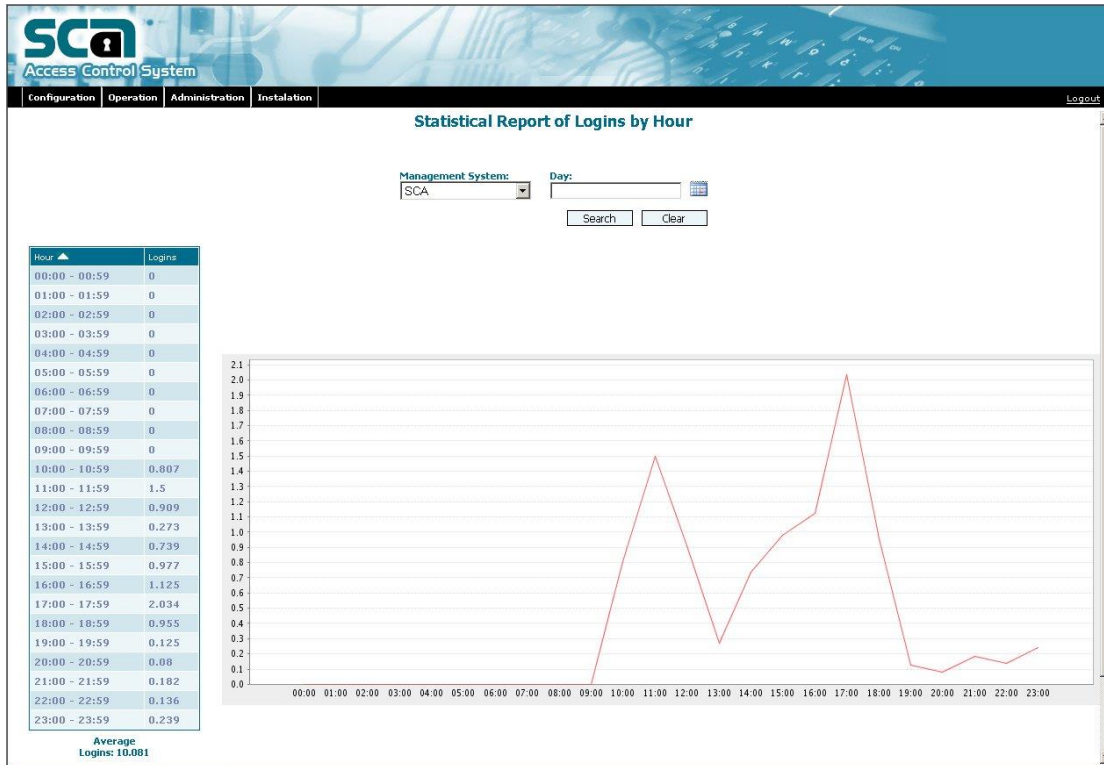 SCA
Access Control System
Configuration Operation Administration Instalation Logout
Statistical Report of Logins by Hour
Management System: Day:
SCA
Search Clear
Hour Logins
00:00 - 00:59 0
01:00 - 01:59 0
02:00 - 02:59 0
03:00 - 03:59 0
04:00 - 04:59 0
05:00 - 05:59 0
06:00 - 06:59 0
07:00 - 07:59 0
08:00 - 08:59 0
09:00 - 09:59 0
10:00 - 10:59 0.807
11:00 - 11:59 1.5
12:00 - 12:59 0.909
13:00 - 13:59 0.273
14:00 - 14:59 0.739
15:00 - 15:59 0.977
16:00 - 16:59 1.125
17:00 - 17:59 2.034
18:00 - 18:59 0.955
19:00 - 19:59 0.125
20:00 - 20:59 0.08
21:00 - 21:59 0.182
22:00 - 22:59 0.136
23:00 - 23:59 0.239
Average
Logins: 10.081
2.1
2.0
1.9
1.8
1.7
1.6
1.5
1.4
1.3
1.2
1.1
1.0
0.9
0.8
0.7
0.6
0.5
0.4
0.3
0.2
0.1
0.0
00:00 01:00 02:00 03:00 04:00 05:00 06:00 07:00 08:00 09:00 10:00 11:00 12:00 13:00 14:00 15:00 16:00 17:00 18:00 19:00 20:00 21:00 22:00 23:00